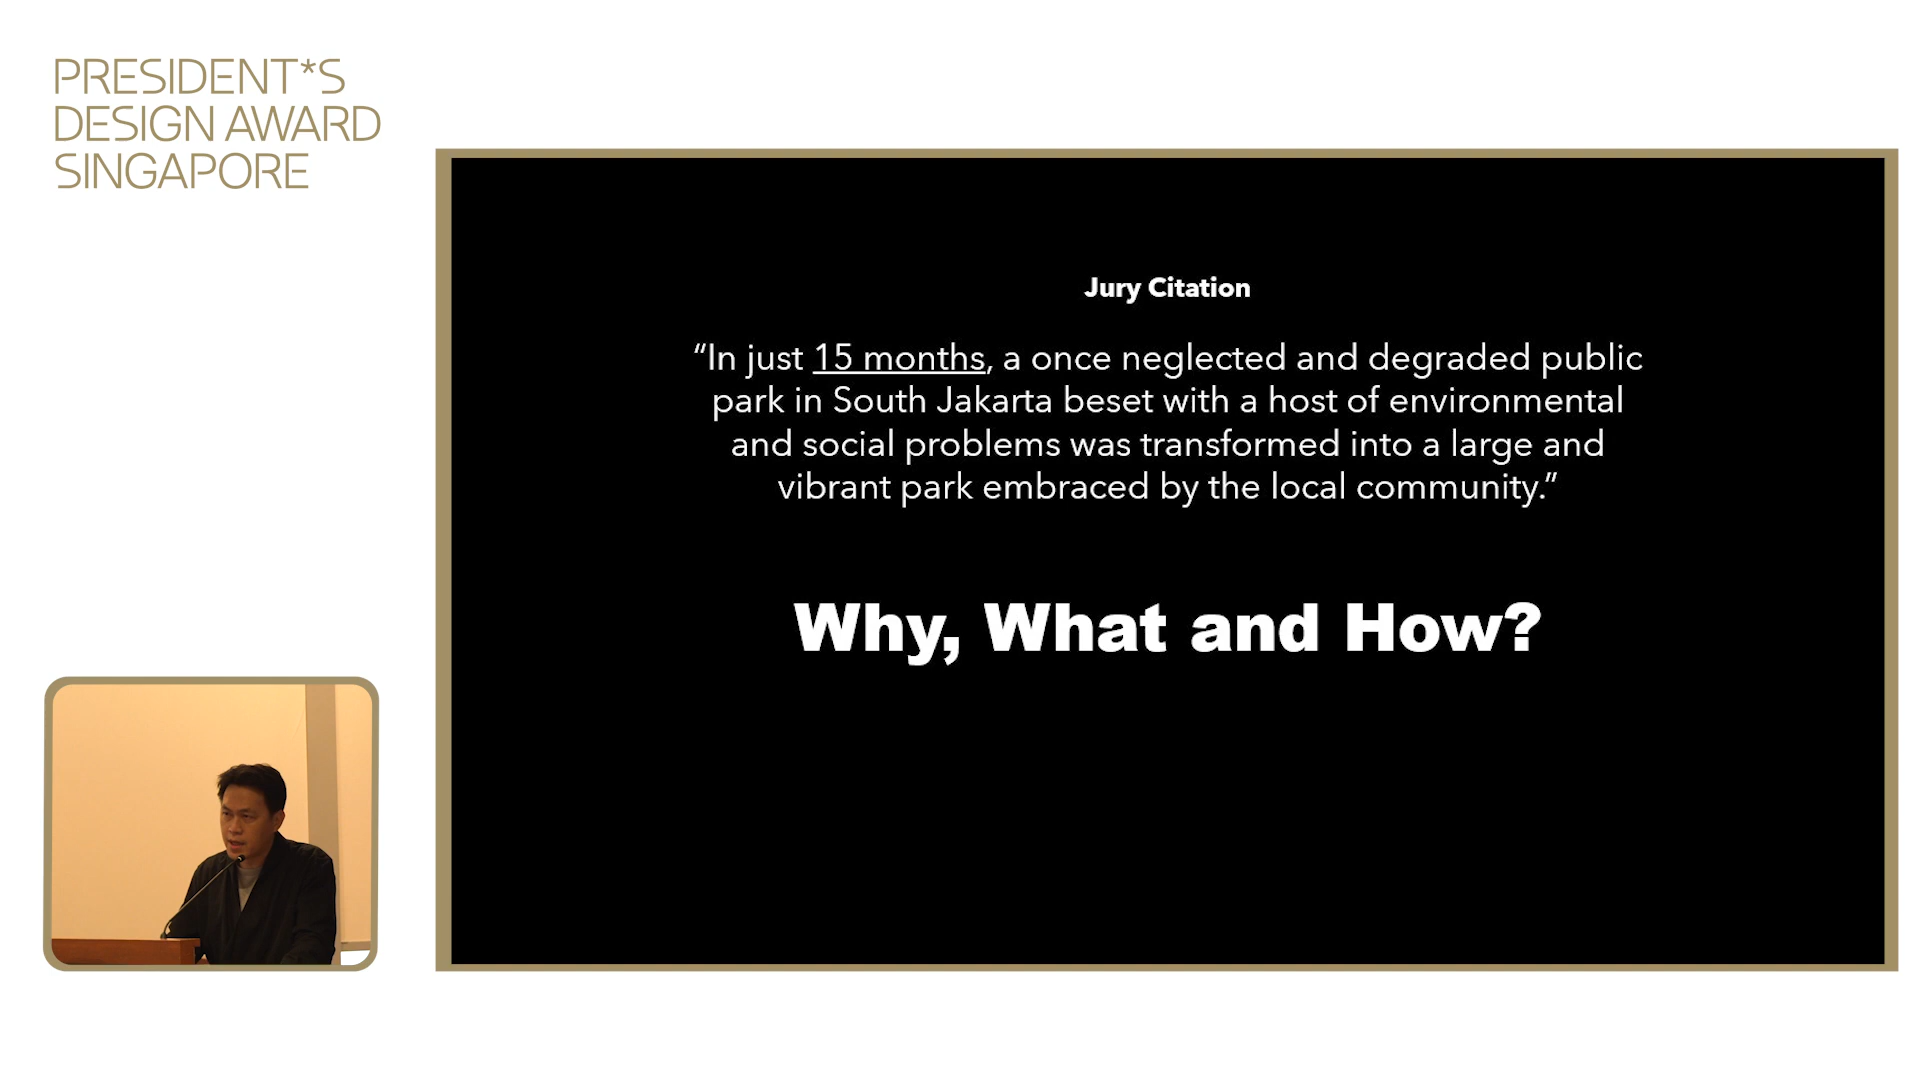 PRESIDENT*S
DESIGN AWARD
SINGAPORE
Jury Citation
“In just 15 months, a once neglected and degraded public
park in South Jakarta beset with a host of environmental
and social problems was transformed into a large and
vibrant park embraced by the local community.”
Why, What and How?